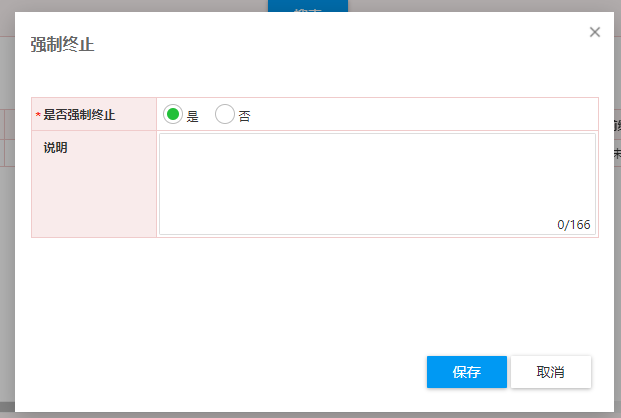 强制终止
×
* 是否强制终止 是 否
说明
0/166
保存 取消